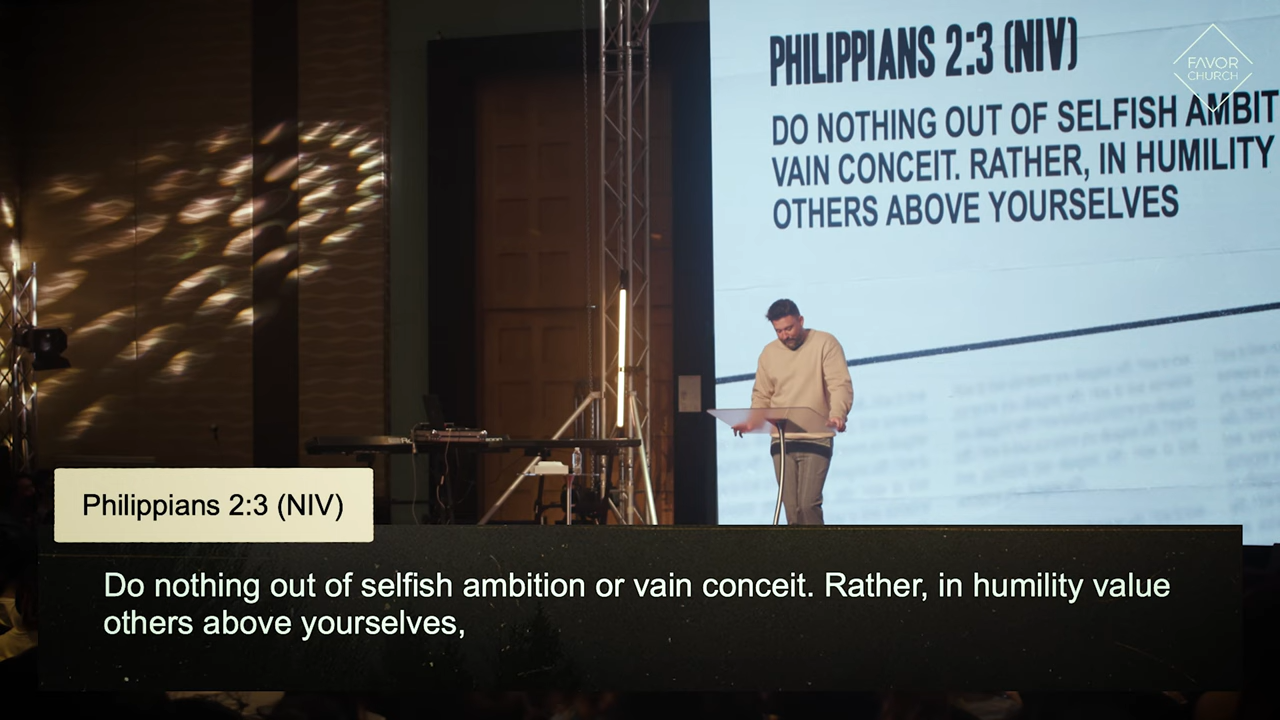 PHILIPPIANS 2:3 (NIV)
DO NOTHING OUT OF SELFISH AMBIT
VAIN CONCEIT. RATHER, IN HUMILITY
OTHERS ABOVE YOURSELVES
FAVOR
CHURCH
Philippians 2:3 (NIV)
Do nothing out of selfish ambition or vain conceit. Rather, in humility value
others above yourselves,